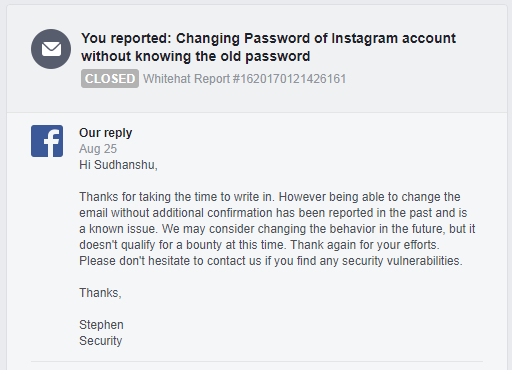 You reported: Changing Password of Instagram account
without knowing the old password
CLOSED Whitehat Report #1620170121426161
Our reply
Aug 25
Hi Sudhanshu,
Thanks for taking the time to write in. However being able to change the
email without additional confirmation has been reported in the past and is
a known issue. We may consider changing the behavior in the future, but it
doesn't qualify for a bounty at this time. Thank again for your efforts.
Please don't hesitate to contact us if you find any security vulnerabilities.
Thanks,
Stephen
Security